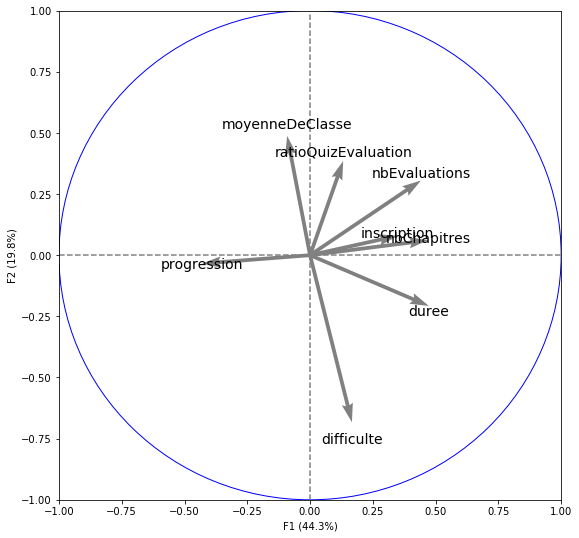 1.00
0.75
0.50
0.25
0.00
−0.25
−0.50
−0.75
−1.00
F2 (19.8%)
moyenneDeClasse
ratioQuizEvaluation
nbEvaluations
inscription
nbChapitres
progression
duree
difficulte
−1.00 −0.75 −0.50 −0.25 0.00 0.25 0.50 0.75 1.00
F1 (44.3%)